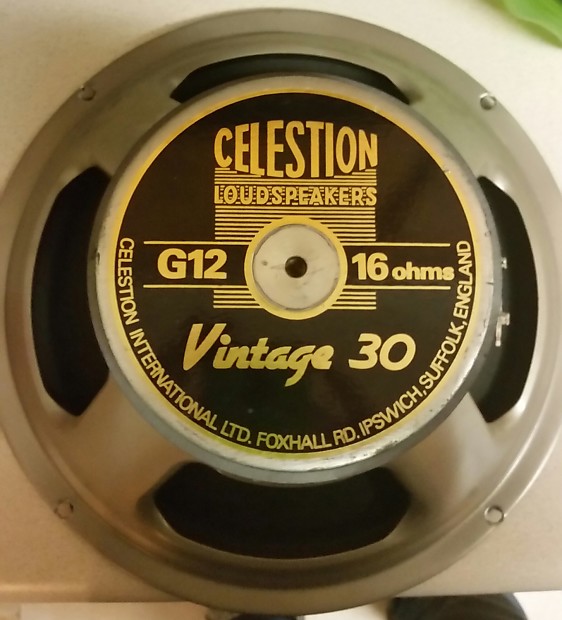 CELESTION
LOUDSPEAKERS
G12 16 ohms
Vintage 30
CELESTION INTERNATIONAL LTD. FOXHALL RD. IPSWICH, SUFFOLK, ENGLAND